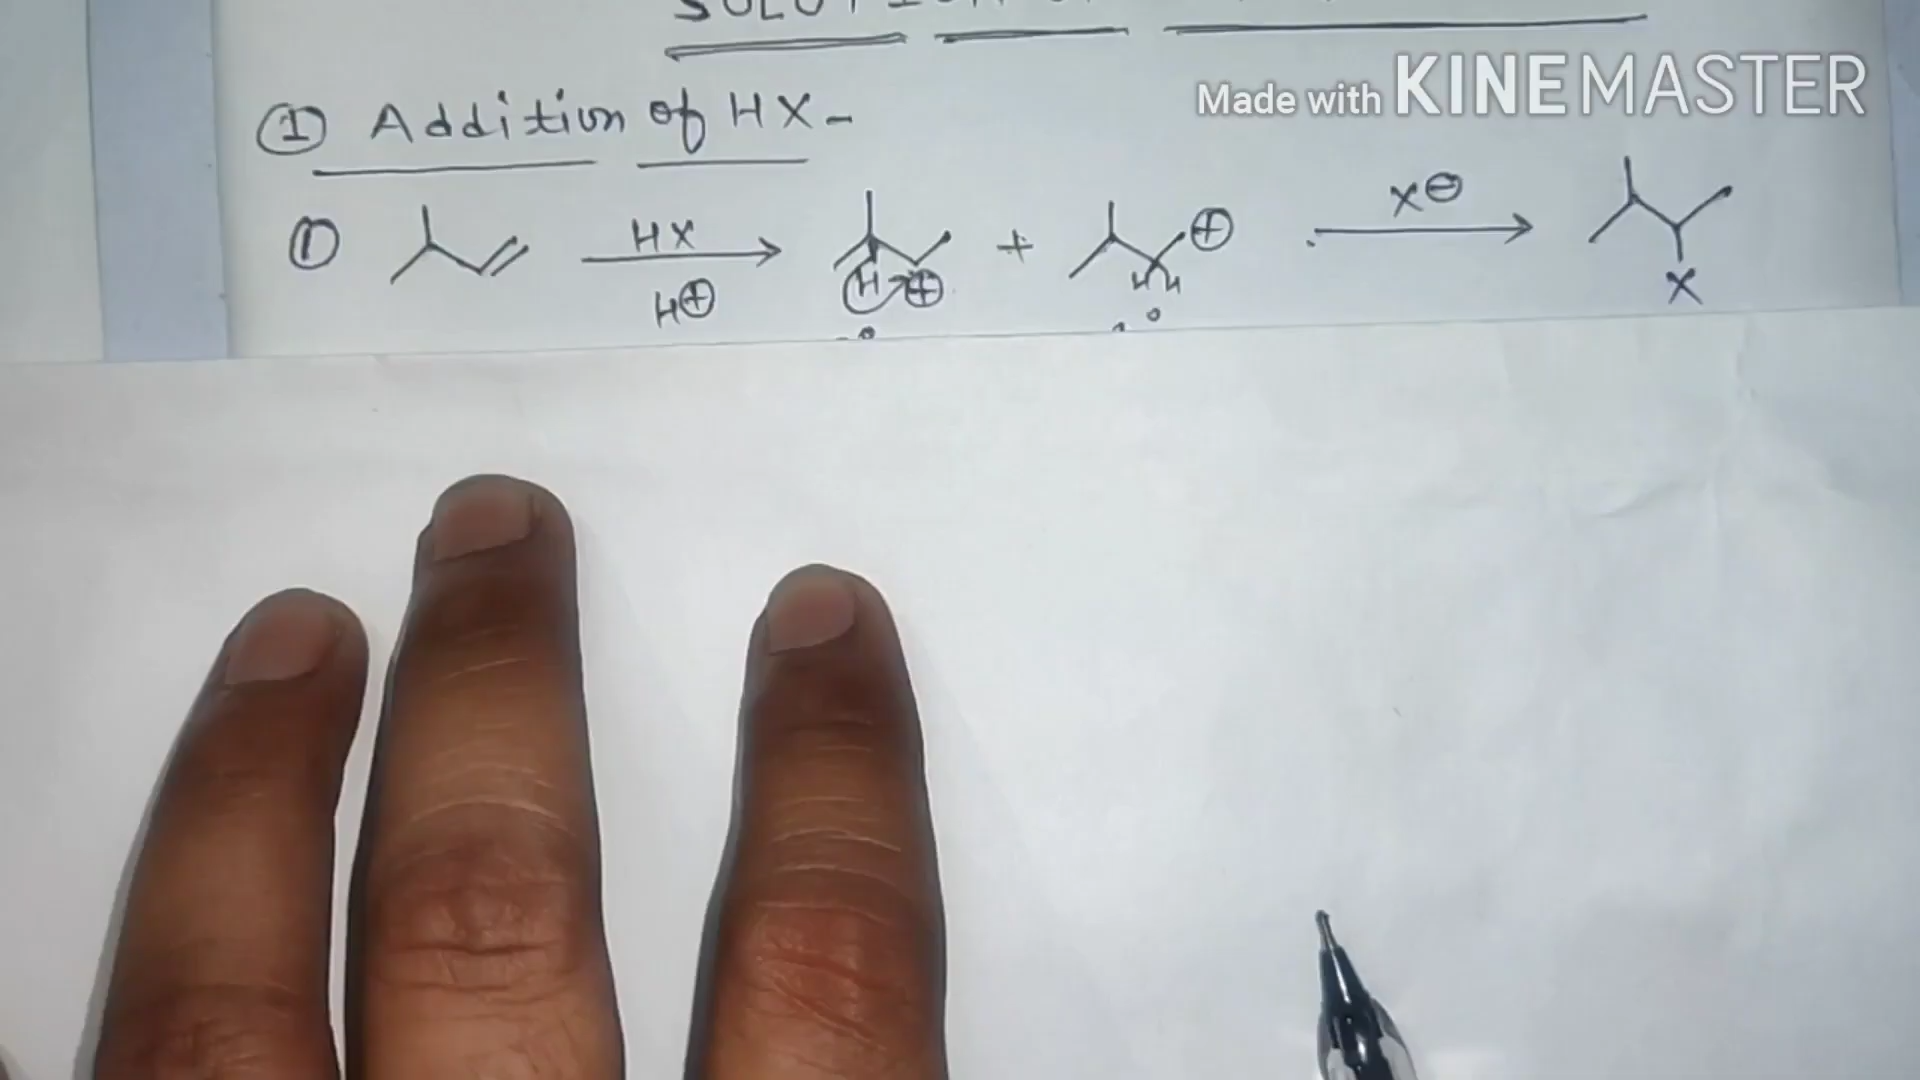 Made with KINEMASTER
① Addition of HX -
① HX H⊕ H ⊕ + ⊕ H H X⊖ X